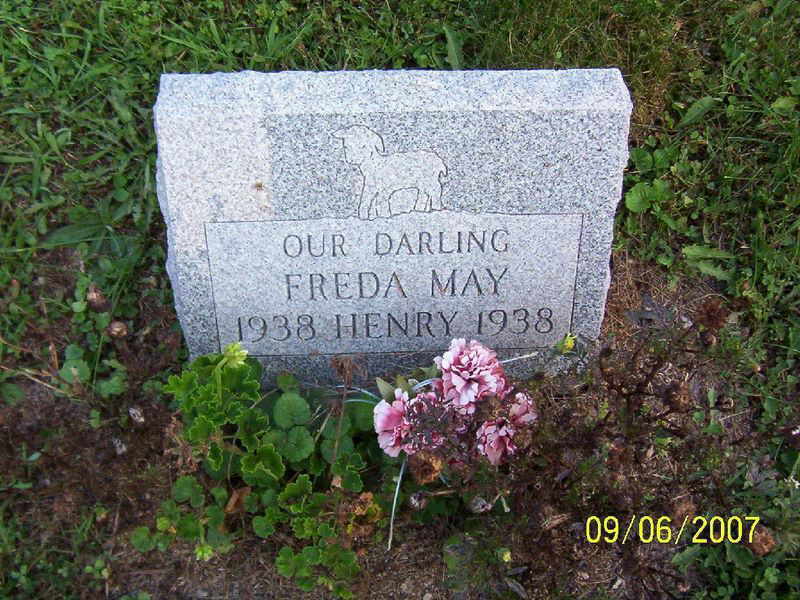 OUR DARLING
FREDA MAY
1938 HENRY 1938
09/06/2007